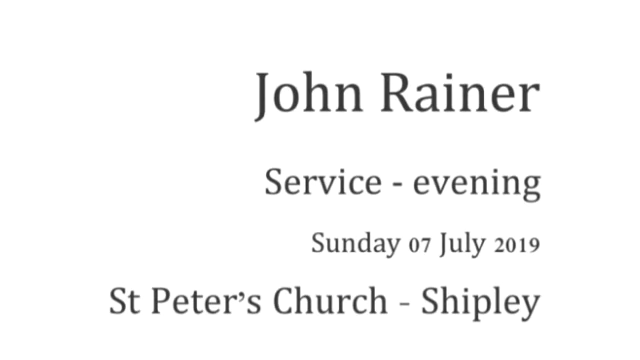 John Rainer
Service - evening
Sunday 07 July 2019
St Peter’s Church - Shipley